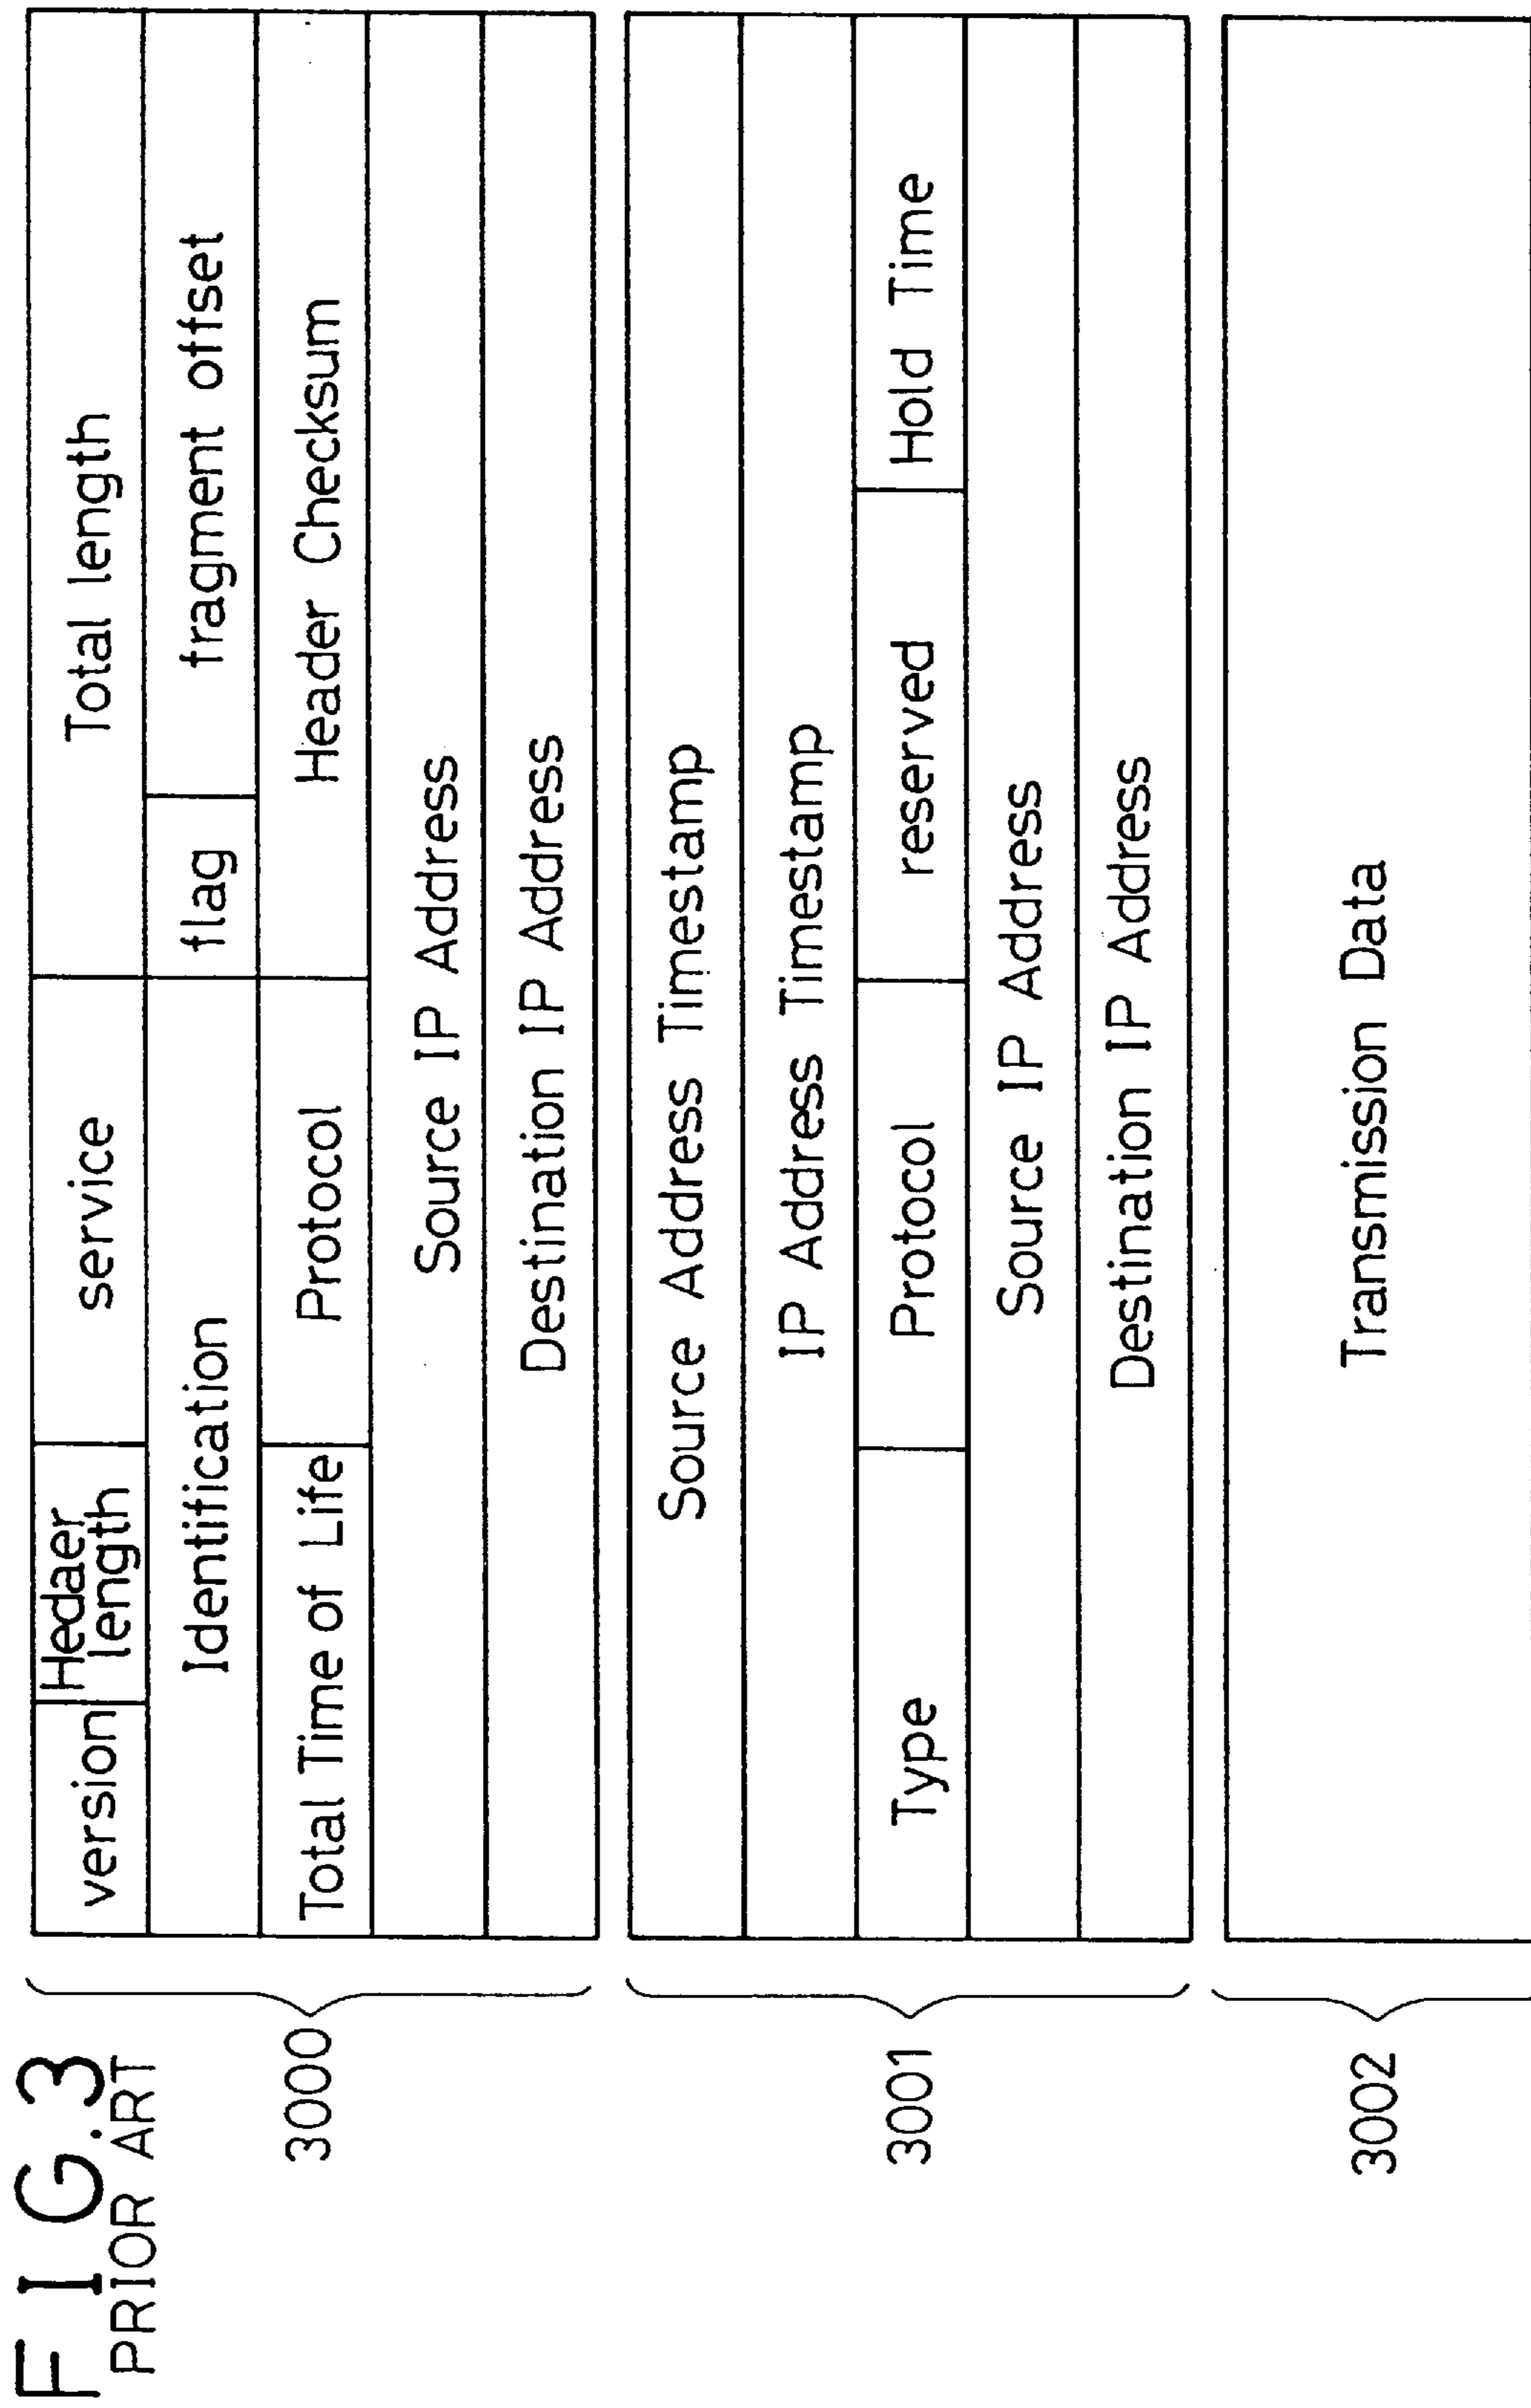 FIG.3
PRIOR ART
3000
version
Hedaer
length
service
Total length
Identification
flag
fragment offset
Total Time of Life
Protocol
Header Checksum
Source IP Address
Destination IP Address
3001
Source Address Timestamp
IP Address Timestamp
Type
Protocol
reserved
Hold Time
Source IP Address
Destination IP Address
3002
Transmission Data